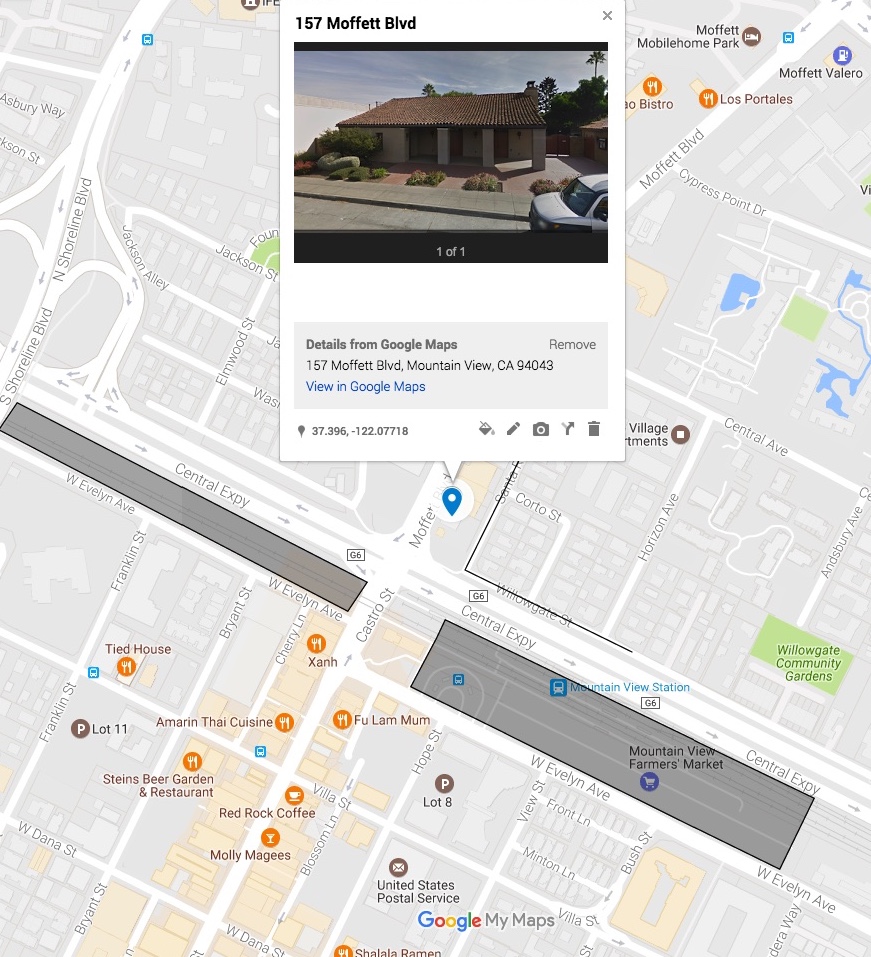 157 Moffett Blvd
1 of 1
Details from Google Maps
Remove
157 Moffett Blvd, Mountain View, CA 94043
View in Google Maps
37.396, -122.07718
Moffett
Mobilehome Park
Moffett Valero
ao Bistro
Los Portales
Moffett Blvd
Cypress Point Dr
Vi
Asbury Way
kson St
N Shoreline Blvd
Jackson Alley
Foun
Jackson St
S Shoreline Blvd
Elmwood St
Ja
Was
Village
rtments
Central Ave
Ce
Central Expy
W Evelyn Ave
Moffet
Santa R
Corto St
Horizon Ave
Andsbury Ave
G6
Franklin St
Bryant St
W Evelyn Ave
Castro St
G6
Willowgate St
Central Expy
Cherry Ln
Tied House
Xanh
Willowgate
Community
Gardens
Mountain View Station
G6
Franklin St
Lot 11
Amarin Thai Cuisine
Fu Lam Mum
Hope St
Mountain View
Farmers' Market
Central Expy
Steins Beer Garden
& Restaurant
W Evelyn Ave
Lot 8
Villa St
View St
Front Ln
Red Rock Coffee
W Dana St
Molly Magees
Blossom Ln
Minton Ln
Bush St
W Evelyn Ave
United States
Postal Service
Bryant St
Google My Maps
Villa St
St
dera Way
W Dana St
Shalala Ramen